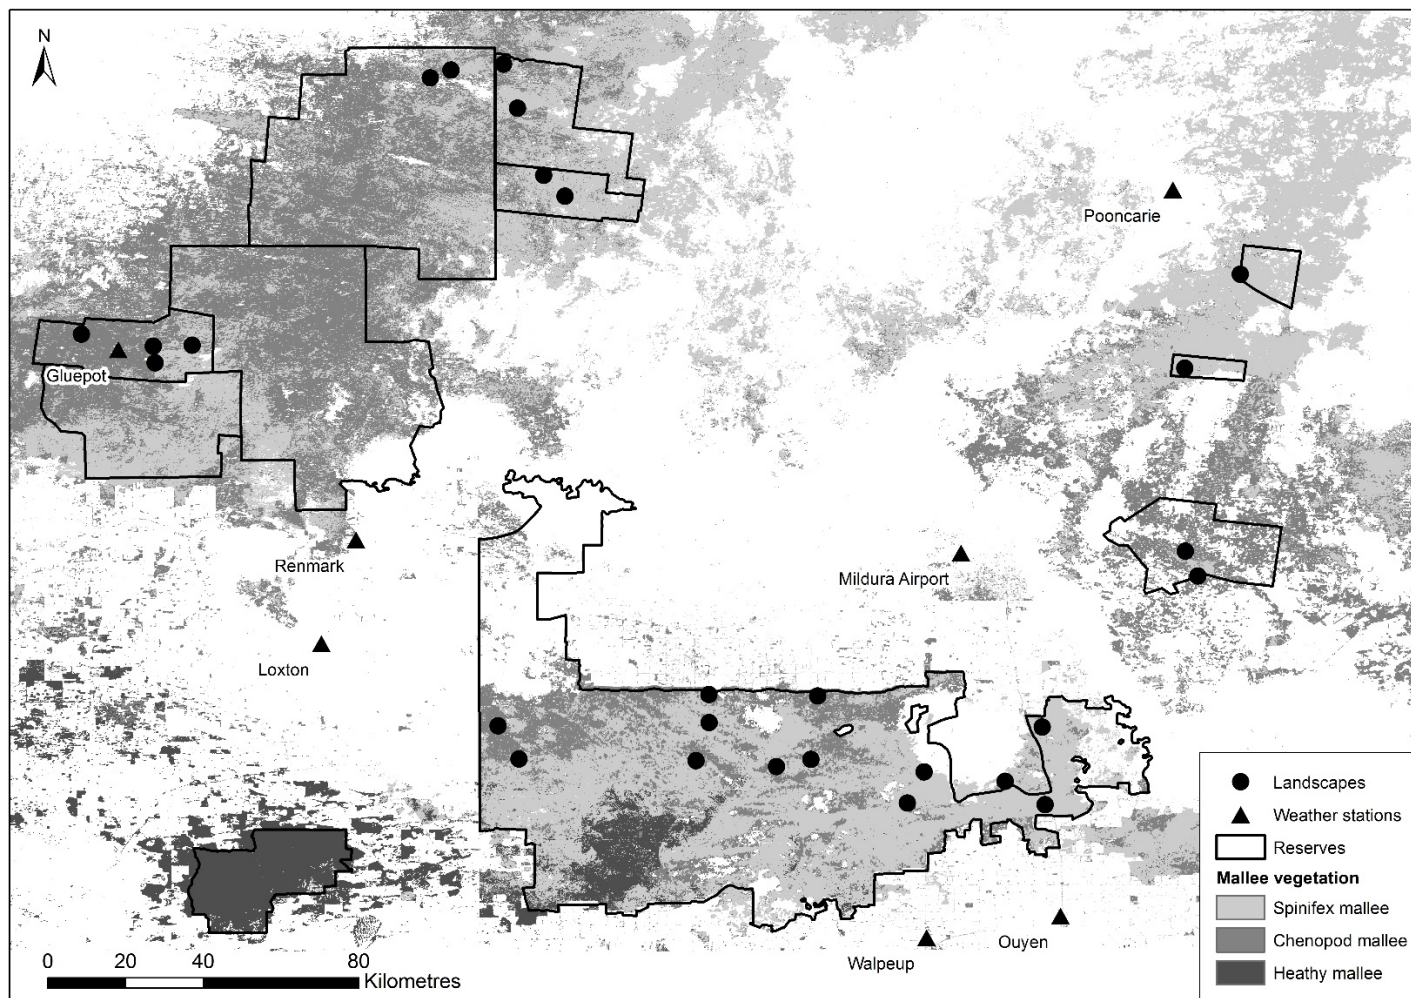 N
Pooncarie
Gluepot
Renmark
Mildura Airport
Loxton
Landscapes
Weather stations
Reserves
Mallee vegetation
Spinifex mallee
Chenopod mallee
Heathy mallee
Ouyen
Walpeup
0 20 40 80 Kilometres